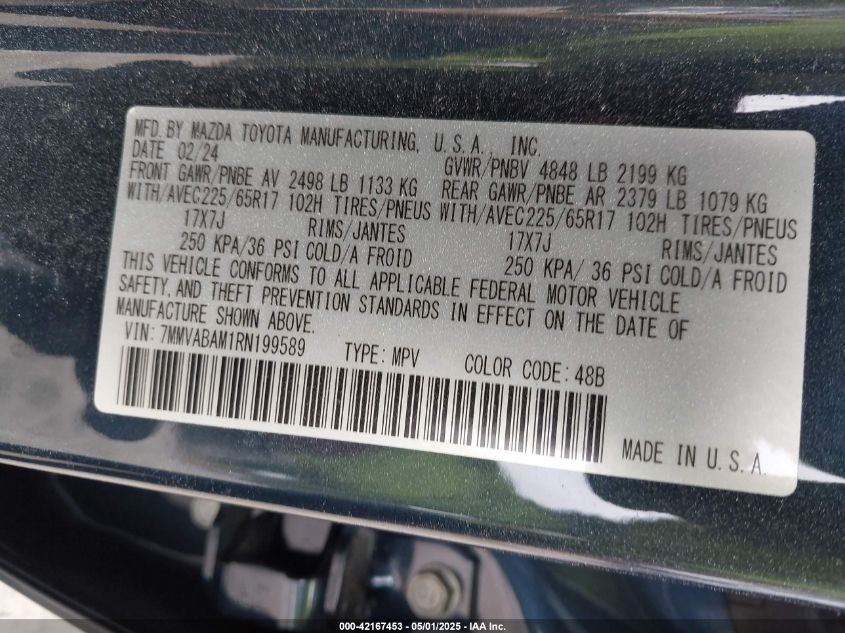 MFD. BY MAZDA TOYOTA MANUFACTURING, U.S.A., INC.
DATE 02/24 GVWR/PNBV 4848 LB 2199 KG
FRONT GAWR/PNBE AV 2498 LB 1133 KG REAR GAWR/PNBE AR 2379 LB 1079 KG
WITH/AVEC225/65R17 102H TIRES/PNEUS WITH/AVEC225/65R17 102H TIRES/PNEUS
17X7J RIMS/JANTES 17X7J RIMS/JANTES
250 KPA/36 PSI COLD/A FROID 250 KPA/ 36 PSI COLD/A FROID
THIS VEHICLE CONFORMS TO ALL APPLICABLE FEDERAL MOTOR VEHICLE
SAFETY, AND THEFT PREVENTION STANDARDS IN EFFECT ON THE DATE OF
MANUFACTURE SHOWN ABOVE.
VIN: 7MMVABAM1RN199589 TYPE: MPV COLOR CODE: 48B
MADE IN U.S.A.
000-42167453 - 05/01/2025 - IAA Inc.